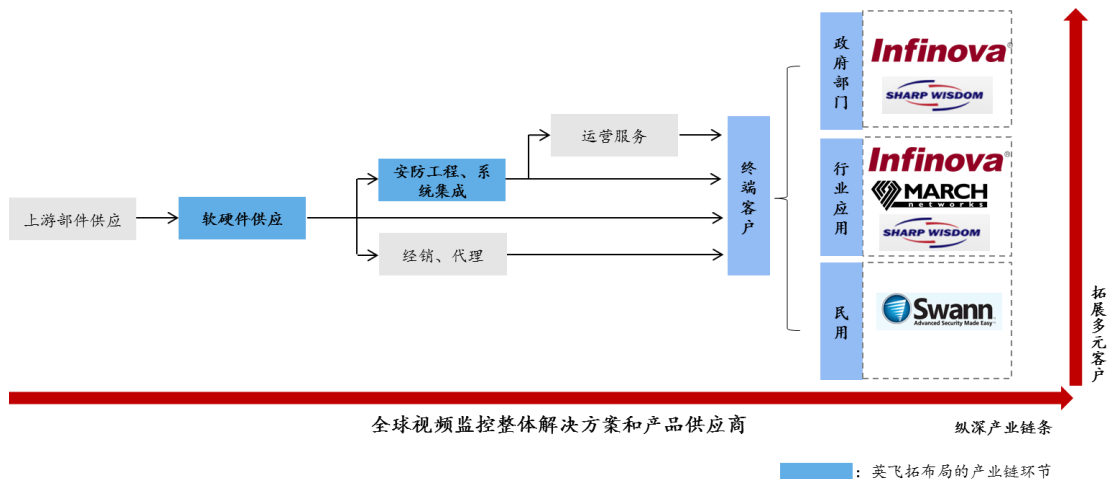 政府部门
Infinova®
SHARP WISDOM
运营服务
安防工程、系
统集成
终端客户
行业应用
Infinova®
MARCH
networks
SHARP WISDOM
上游部件供应
软硬件供应
经销、代理
民用
Swann
Advanced Security Made Easy™
拓展多元客户
全球视频监控整体解决方案和产品供应商
纵深产业链条
：英飞拓布局的产业链环节